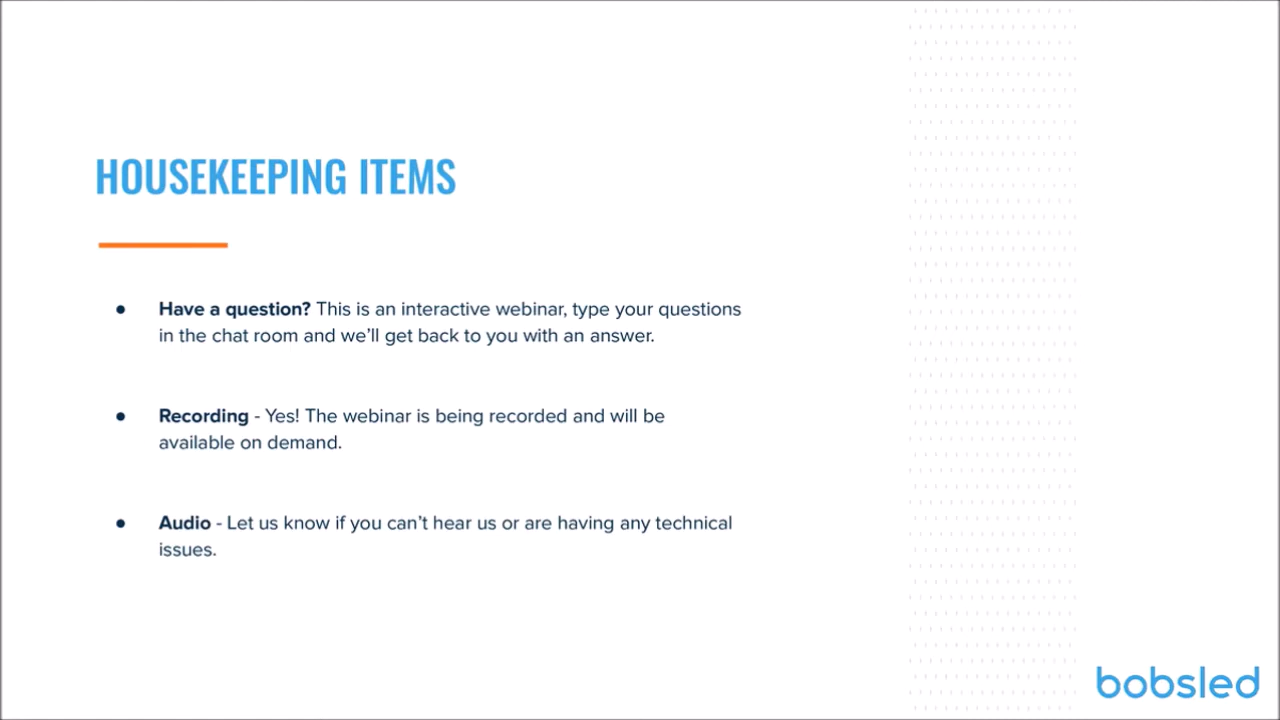 HOUSEKEEPING ITEMS
● Have a question? This is an interactive webinar, type your questions
in the chat room and we’ll get back to you with an answer.
● Recording - Yes! The webinar is being recorded and will be
available on demand.
● Audio - Let us know if you can’t hear us or are having any technical
issues.
bobsled